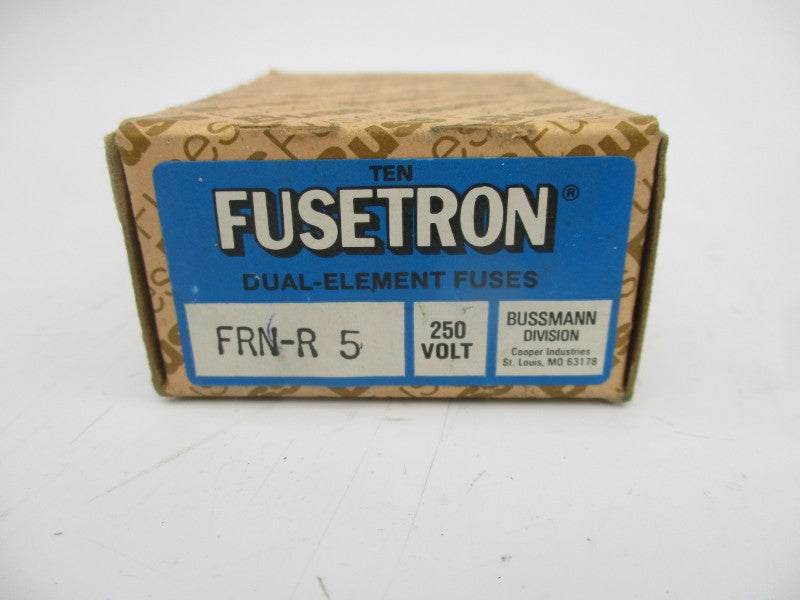 TEN
FUSETRON®
DUAL-ELEMENT FUSES
FRN-R 5
250
VOLT
BUSSMANN
DIVISION
Cooper Industries
St. Louis, MO 63178